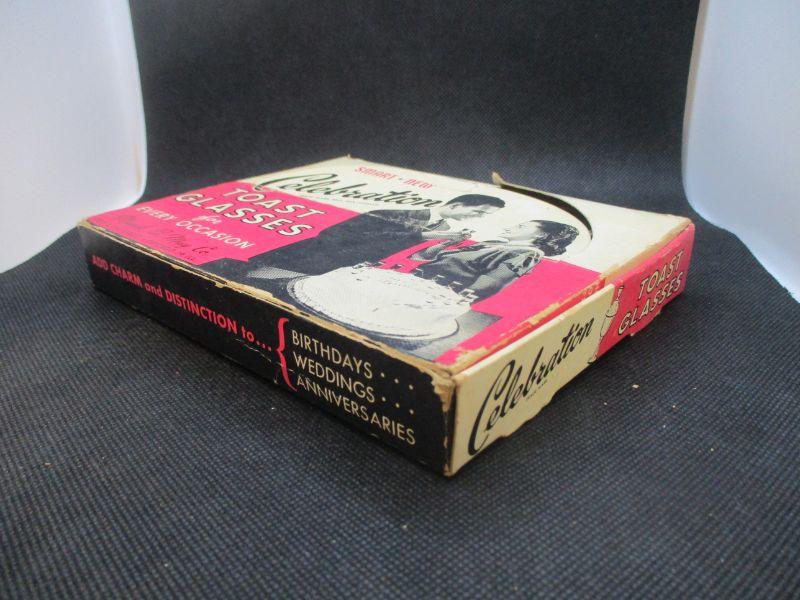 SMART • NEW
Celebration
TOAST
GLASSES
for
EVERY OCCASION
ADD CHARM and DISTINCTION to...
BIRTHDAYS...
WEDDINGS...
ANNIVERSARIES
Celebration
TOAST
GLASSES